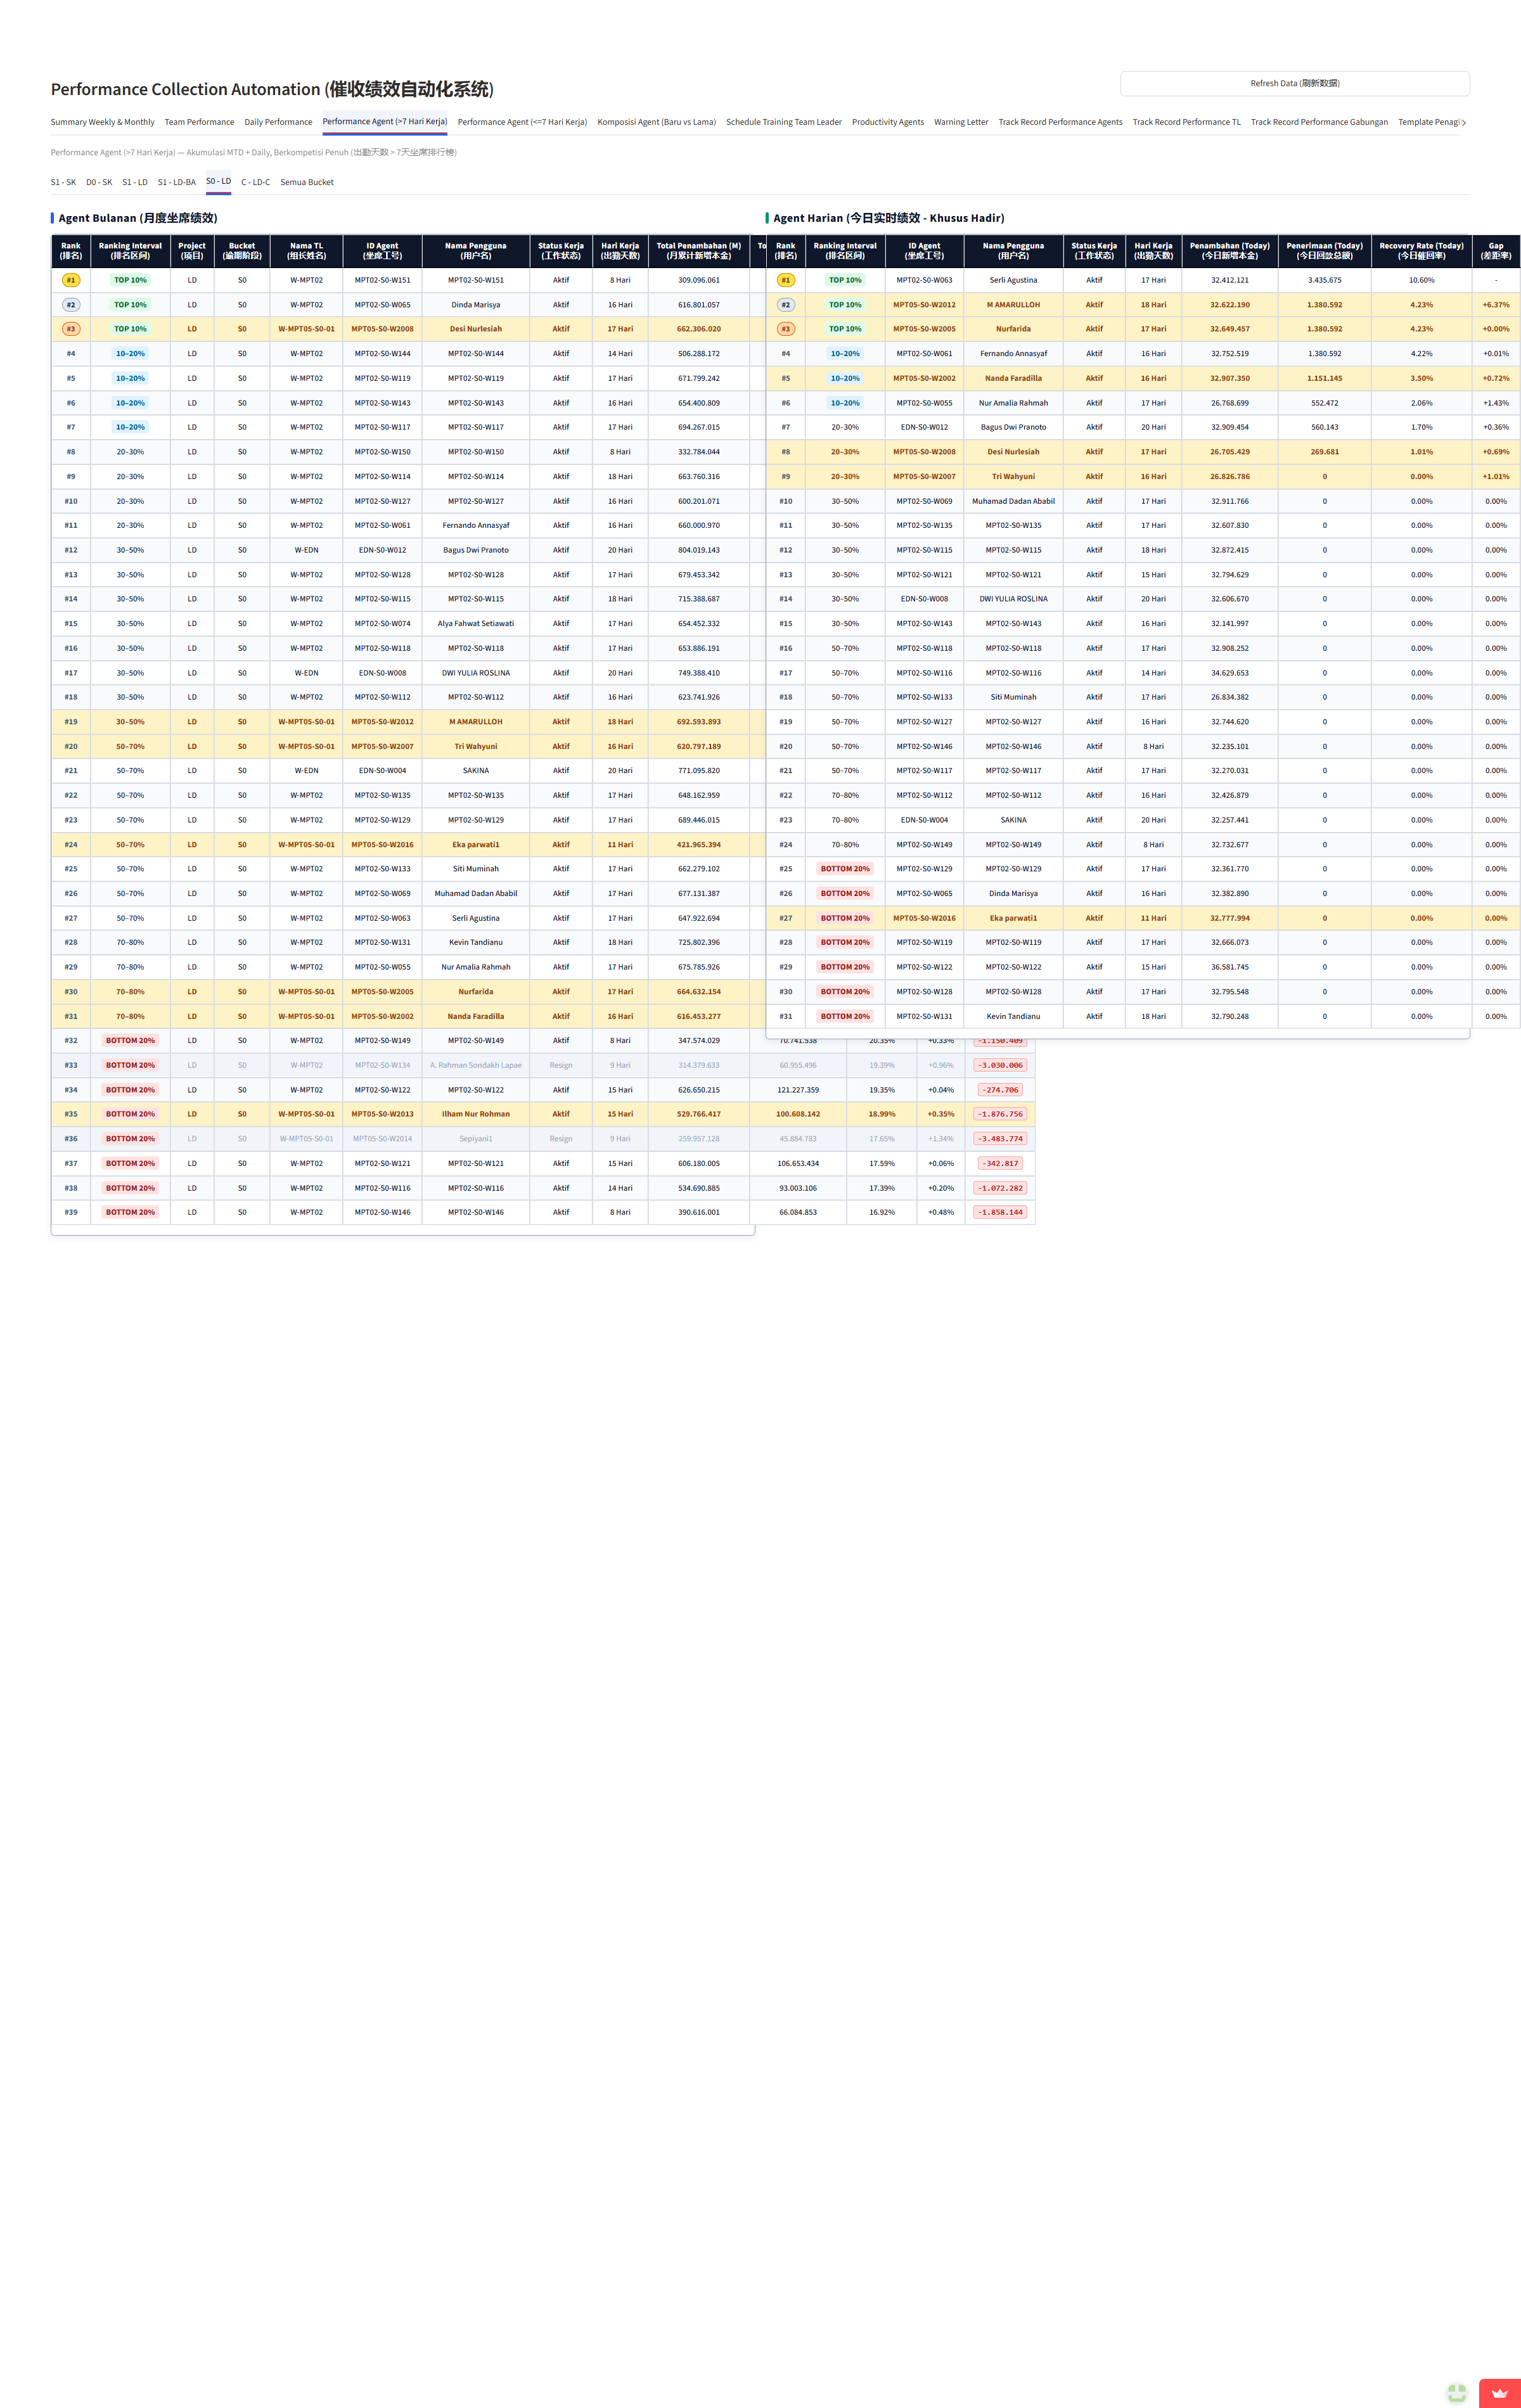 Performance Collection Automation (催收绩效自动化系统)
Refresh Data (刷新数据)
Summary Weekly & Monthly Team Performance Daily Performance Performance Agent (>7 Hari Kerja) Performance Agent (<=7 Hari Kerja) Komposisi Agent (Baru vs Lama) Schedule Training Team Leader Productivity Agents Warning Letter Track Record Performance Agents Track Record Performance TL Track Record Performance Gabungan Template Penagi
Performance Agent (>7 Hari Kerja) — Akumulasi MTD + Daily, Berkompetisi Penuh (出勤天数 > 7天坐席排行榜)
S1 - SK D0 - SK S1 - LD S1 - LD-BA S0 - LD C - LD-C Semua Bucket
Agent Bulanan (月度坐席绩效)
Rank Ranking Interval Project Bucket Nama TL ID Agent Nama Pengguna Status Kerja Hari Kerja Total Penambahan (M) To
(排名) (排名区间) (项目) (逾期阶段) (组长姓名) (坐席工号) (用户名) (工作状态) (出勤天数) (月累计新增本金)
#1 TOP 10% LD S0 W-MPT02 MPT02-S0-W151 MPT02-S0-W151 Aktif 8 Hari 309.096.061
#2 TOP 10% LD S0 W-MPT02 MPT02-S0-W065 Dinda Marisya Aktif 16 Hari 616.801.057
#3 TOP 10% LD S0 W-MPT05-S0-01 MPT05-S0-W2008 Desi Nurlesiah Aktif 17 Hari 662.306.020
#4 10–20% LD S0 W-MPT02 MPT02-S0-W144 MPT02-S0-W144 Aktif 14 Hari 506.288.172
#5 10–20% LD S0 W-MPT02 MPT02-S0-W119 MPT02-S0-W119 Aktif 17 Hari 671.799.242
#6 10–20% LD S0 W-MPT02 MPT02-S0-W143 MPT02-S0-W143 Aktif 16 Hari 654.400.809
#7 10–20% LD S0 W-MPT02 MPT02-S0-W117 MPT02-S0-W117 Aktif 17 Hari 694.267.015
#8 20–30% LD S0 W-MPT02 MPT02-S0-W150 MPT02-S0-W150 Aktif 8 Hari 332.784.044
#9 20–30% LD S0 W-MPT02 MPT02-S0-W114 MPT02-S0-W114 Aktif 18 Hari 663.760.316
#10 20–30% LD S0 W-MPT02 MPT02-S0-W127 MPT02-S0-W127 Aktif 16 Hari 600.201.071
#11 20–30% LD S0 W-MPT02 MPT02-S0-W061 Fernando Annasyaf Aktif 16 Hari 660.000.970
#12 30–50% LD S0 W-EDN EDN-S0-W012 Bagus Dwi Pranoto Aktif 20 Hari 804.019.143
#13 30–50% LD S0 W-MPT02 MPT02-S0-W128 MPT02-S0-W128 Aktif 17 Hari 679.453.342
#14 30–50% LD S0 W-MPT02 MPT02-S0-W115 MPT02-S0-W115 Aktif 18 Hari 715.388.687
#15 30–50% LD S0 W-MPT02 MPT02-S0-W074 Alya Fahwat Setiawati Aktif 17 Hari 654.452.332
#16 30–50% LD S0 W-MPT02 MPT02-S0-W118 MPT02-S0-W118 Aktif 17 Hari 653.886.191
#17 30–50% LD S0 W-EDN EDN-S0-W008 DWI YULIA ROSLINA Aktif 20 Hari 749.388.410
#18 30–50% LD S0 W-MPT02 MPT02-S0-W112 MPT02-S0-W112 Aktif 16 Hari 623.741.926
#19 30–50% LD S0 W-MPT05-S0-01 MPT05-S0-W2012 M AMARULLOH Aktif 18 Hari 692.593.893
#20 50–70% LD S0 W-MPT05-S0-01 MPT05-S0-W2007 Tri Wahyuni Aktif 16 Hari 620.797.189
#21 50–70% LD S0 W-EDN EDN-S0-W004 SAKINA Aktif 20 Hari 771.095.820
#22 50–70% LD S0 W-MPT02 MPT02-S0-W135 MPT02-S0-W135 Aktif 17 Hari 648.162.959
#23 50–70% LD S0 W-MPT02 MPT02-S0-W129 MPT02-S0-W129 Aktif 17 Hari 689.446.015
#24 50–70% LD S0 W-MPT05-S0-01 MPT05-S0-W2016 Eka parwati1 Aktif 11 Hari 421.965.394
#25 50–70% LD S0 W-MPT02 MPT02-S0-W133 Siti Muminah Aktif 17 Hari 662.279.102
#26 50–70% LD S0 W-MPT02 MPT02-S0-W069 Muhamad Dadan Ababil Aktif 17 Hari 677.131.387
#27 50–70% LD S0 W-MPT02 MPT02-S0-W063 Serli Agustina Aktif 17 Hari 647.922.694
#28 70–80% LD S0 W-MPT02 MPT02-S0-W131 Kevin Tandianu Aktif 18 Hari 725.802.396
#29 70–80% LD S0 W-MPT02 MPT02-S0-W055 Nur Amalia Rahmah Aktif 17 Hari 675.785.926
#30 70–80% LD S0 W-MPT05-S0-01 MPT05-S0-W2005 Nurfarida Aktif 17 Hari 664.632.154
#31 70–80% LD S0 W-MPT05-S0-01 MPT05-S0-W2002 Nanda Faradilla Aktif 16 Hari 616.453.277
#32 BOTTOM 20% LD S0 W-MPT02 MPT02-S0-W149 MPT02-S0-W149 Aktif 8 Hari 347.574.029 70.741.538 20.35% +0.33% -1.150.409
#33 BOTTOM 20% LD S0 W-MPT02 MPT02-S0-W134 A. Rahman Sondakh Lapae Resign 9 Hari 314.379.633 60.955.496 19.39% +0.96% -3.030.006
#34 BOTTOM 20% LD S0 W-MPT02 MPT02-S0-W122 MPT02-S0-W122 Aktif 15 Hari 626.650.215 121.227.359 19.35% +0.04% -274.706
#35 BOTTOM 20% LD S0 W-MPT05-S0-01 MPT05-S0-W2013 Ilham Nur Rohman Aktif 15 Hari 529.766.417 100.608.142 18.99% +0.35% -1.876.756
#36 BOTTOM 20% LD S0 W-MPT05-S0-01 MPT05-S0-W2014 Sepiyani1 Resign 9 Hari 259.957.128 45.884.783 17.65% +1.34% -3.483.774
#37 BOTTOM 20% LD S0 W-MPT02 MPT02-S0-W121 MPT02-S0-W121 Aktif 15 Hari 606.180.005 106.653.434 17.59% +0.06% -342.817
#38 BOTTOM 20% LD S0 W-MPT02 MPT02-S0-W116 MPT02-S0-W116 Aktif 14 Hari 534.690.885 93.003.106 17.39% +0.20% -1.072.282
#39 BOTTOM 20% LD S0 W-MPT02 MPT02-S0-W146 MPT02-S0-W146 Aktif 8 Hari 390.616.001 66.084.853 16.92% +0.48% -1.858.144
Agent Harian (今日实时绩效 - Khusus Hadir)
Rank Ranking Interval ID Agent Nama Pengguna Status Kerja Hari Kerja Penambahan (Today) Penerimaan (Today) Recovery Rate (Today) Gap
(排名) (排名区间) (坐席工号) (用户名) (工作状态) (出勤天数) (今日新增本金) (今日回款总额) (今日催回率) (差距率)
#1 TOP 10% MPT02-S0-W063 Serli Agustina Aktif 17 Hari 32.412.121 3.435.675 10.60% -
#2 TOP 10% MPT05-S0-W2012 M AMARULLOH Aktif 18 Hari 32.622.190 1.380.592 4.23% +6.37%
#3 TOP 10% MPT05-S0-W2005 Nurfarida Aktif 17 Hari 32.649.457 1.380.592 4.23% +0.00%
#4 10–20% MPT02-S0-W061 Fernando Annasyaf Aktif 16 Hari 32.752.519 1.380.592 4.22% +0.01%
#5 10–20% MPT05-S0-W2002 Nanda Faradilla Aktif 16 Hari 32.907.350 1.151.145 3.50% +0.72%
#6 10–20% MPT02-S0-W055 Nur Amalia Rahmah Aktif 17 Hari 26.768.699 552.472 2.06% +1.43%
#7 20–30% EDN-S0-W012 Bagus Dwi Pranoto Aktif 20 Hari 32.909.454 560.143 1.70% +0.36%
#8 20–30% MPT05-S0-W2008 Desi Nurlesiah Aktif 17 Hari 26.705.429 269.681 1.01% +0.69%
#9 20–30% MPT05-S0-W2007 Tri Wahyuni Aktif 16 Hari 26.826.786 0 0.00% +1.01%
#10 30–50% MPT02-S0-W069 Muhamad Dadan Ababil Aktif 17 Hari 32.911.766 0 0.00% 0.00%
#11 30–50% MPT02-S0-W135 MPT02-S0-W135 Aktif 17 Hari 32.607.830 0 0.00% 0.00%
#12 30–50% MPT02-S0-W115 MPT02-S0-W115 Aktif 18 Hari 32.872.415 0 0.00% 0.00%
#13 30–50% MPT02-S0-W121 MPT02-S0-W121 Aktif 15 Hari 32.794.629 0 0.00% 0.00%
#14 30–50% EDN-S0-W008 DWI YULIA ROSLINA Aktif 20 Hari 32.606.670 0 0.00% 0.00%
#15 30–50% MPT02-S0-W143 MPT02-S0-W143 Aktif 16 Hari 32.141.997 0 0.00% 0.00%
#16 50–70% MPT02-S0-W118 MPT02-S0-W118 Aktif 17 Hari 32.908.252 0 0.00% 0.00%
#17 50–70% MPT02-S0-W116 MPT02-S0-W116 Aktif 14 Hari 34.629.653 0 0.00% 0.00%
#18 50–70% MPT02-S0-W133 Siti Muminah Aktif 17 Hari 26.834.382 0 0.00% 0.00%
#19 50–70% MPT02-S0-W127 MPT02-S0-W127 Aktif 16 Hari 32.744.620 0 0.00% 0.00%
#20 50–70% MPT02-S0-W146 MPT02-S0-W146 Aktif 8 Hari 32.235.101 0 0.00% 0.00%
#21 50–70% MPT02-S0-W117 MPT02-S0-W117 Aktif 17 Hari 32.270.031 0 0.00% 0.00%
#22 70–80% MPT02-S0-W112 MPT02-S0-W112 Aktif 16 Hari 32.426.879 0 0.00% 0.00%
#23 70–80% EDN-S0-W004 SAKINA Aktif 20 Hari 32.257.441 0 0.00% 0.00%
#24 70–80% MPT02-S0-W149 MPT02-S0-W149 Aktif 8 Hari 32.732.677 0 0.00% 0.00%
#25 BOTTOM 20% MPT02-S0-W129 MPT02-S0-W129 Aktif 17 Hari 32.361.770 0 0.00% 0.00%
#26 BOTTOM 20% MPT02-S0-W065 Dinda Marisya Aktif 16 Hari 32.382.890 0 0.00% 0.00%
#27 BOTTOM 20% MPT05-S0-W2016 Eka parwati1 Aktif 11 Hari 32.777.994 0 0.00% 0.00%
#28 BOTTOM 20% MPT02-S0-W119 MPT02-S0-W119 Aktif 17 Hari 32.666.073 0 0.00% 0.00%
#29 BOTTOM 20% MPT02-S0-W122 MPT02-S0-W122 Aktif 15 Hari 36.581.745 0 0.00% 0.00%
#30 BOTTOM 20% MPT02-S0-W128 MPT02-S0-W128 Aktif 17 Hari 32.795.548 0 0.00% 0.00%
#31 BOTTOM 20% MPT02-S0-W131 Kevin Tandianu Aktif 18 Hari 32.790.248 0 0.00% 0.00%